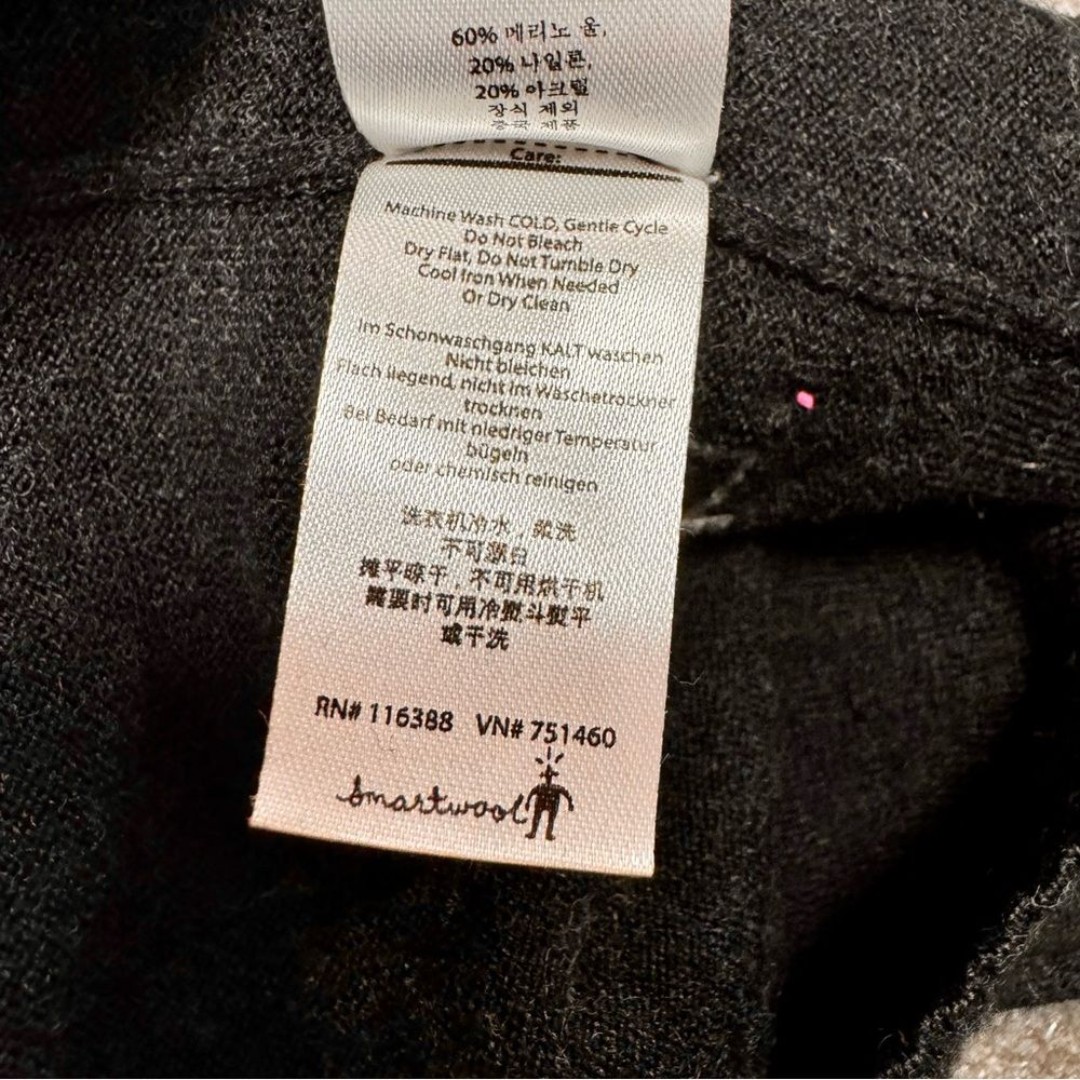 60% 메리노 울,
20% 나일론,
20% 아크릴
장식 제외
중국 제품
Care:
Machine Wash COLD, Gentle Cycle
Do Not Bleach
Dry Flat, Do Not Tumble Dry
Cool Iron When Needed
Or Dry Clean
Im Schonwaschgang KALT waschen
Nicht bleichen
Flach liegend, nicht im Wäschetrockner
trocknen
Bei Bedarf mit niedriger Temperatur
bügeln
oder chemisch reinigen
洗衣机冷水，柔洗
不可漂白
摊平晾干，不可用烘干机
需要时可用冷熨斗熨平
或干洗
RN# 116388 VN# 751460
Smartwool